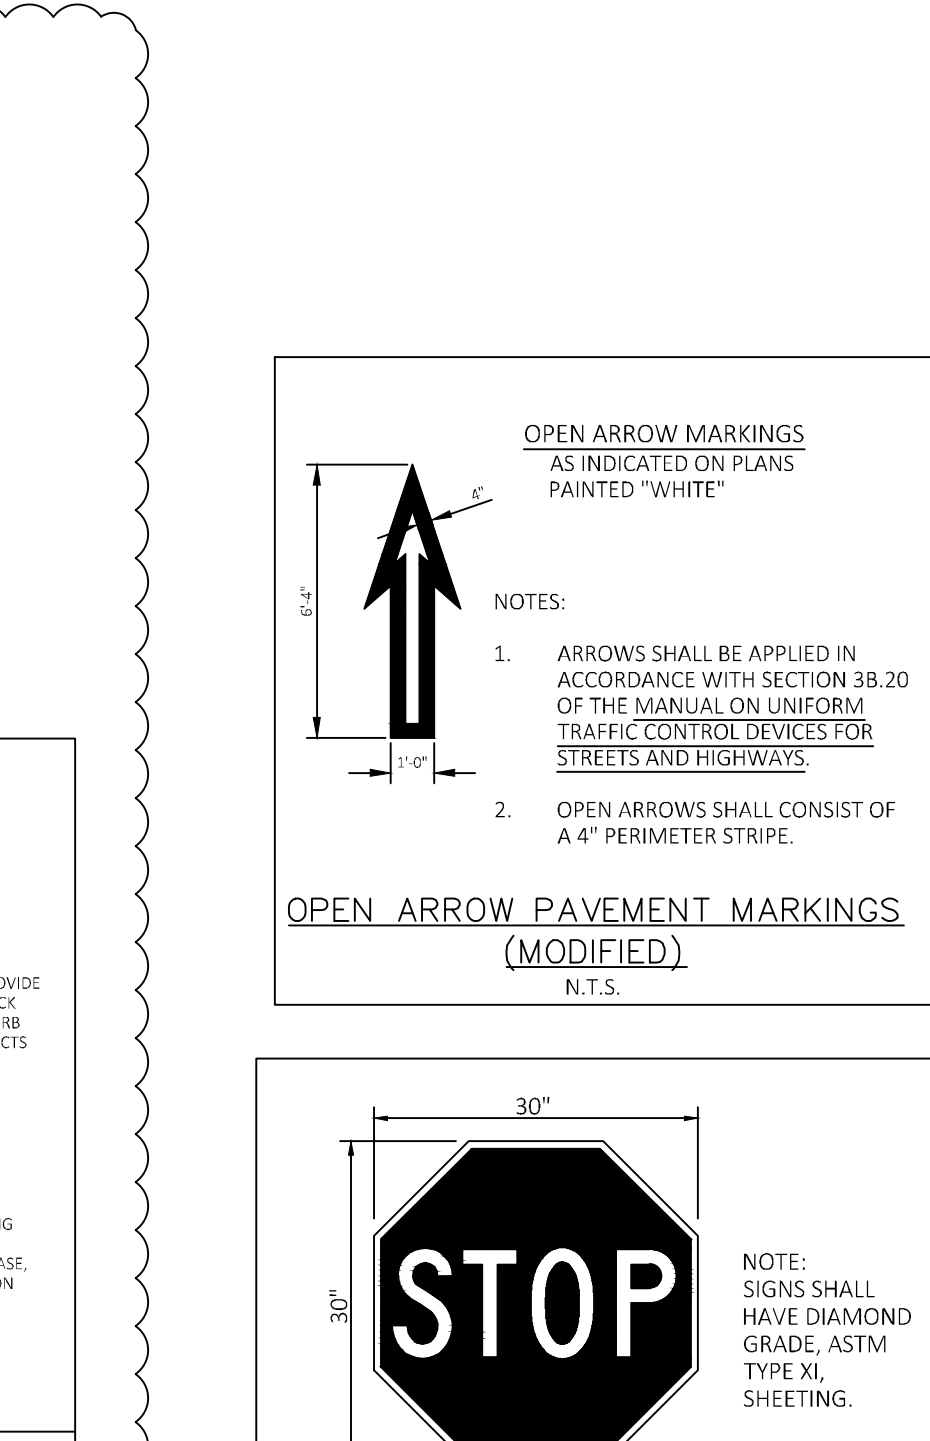 OPEN ARROW MARKINGS
AS INDICATED ON PLANS
PAINTED "WHITE"
4"
6'-4"
1'-0"
NOTES:
1. ARROWS SHALL BE APPLIED IN
ACCORDANCE WITH SECTION 3B.20
OF THE MANUAL ON UNIFORM
TRAFFIC CONTROL DEVICES FOR
STREETS AND HIGHWAYS.
2. OPEN ARROWS SHALL CONSIST OF
A 4" PERIMETER STRIPE.
OPEN ARROW PAVEMENT MARKINGS
(MODIFIED)
N.T.S.
30"
30"
STOP
NOTE:
SIGNS SHALL
HAVE DIAMOND
GRADE, ASTM
TYPE XI,
SHEETING.